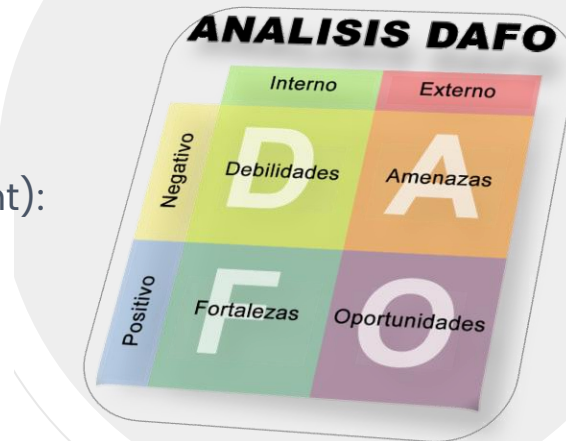 ANALISIS DAFO
Interno Externo
nt):
Negativo
D
Debilidades
A
Amenazas
Positivo
F
Fortalezas
O
Oportunidades